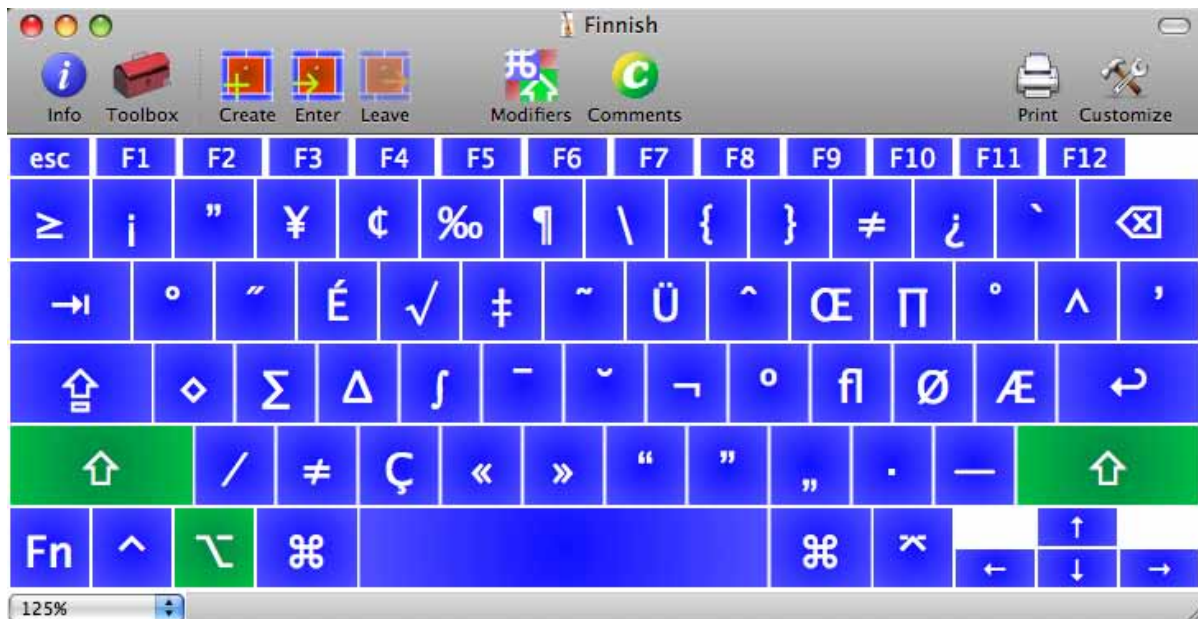 Finnish
Info Toolbox Create Enter Leave Modifiers Comments Print Customize
esc F1 F2 F3 F4 F5 F6 F7 F8 F9 F10 F11 F12
≥ ¡ ” ¥ ¢ ‰ ¶ \ { } ≠ ¿ ` ⌫
⇥ ° ˝ É √ ‡ ˜ Ü ˆ Œ ∏ ˚ ^ ’
⇪ ◊ ∑ ∆ ∫ ¯ ˘ ¬ º ﬂ Ø Æ ↩
⇧ ⁄ ≠ Ç « » “ ” „ · — ⇧
Fn ⌃ ⌥ ⌘ ⌘ ⌤ ← ↑ ↓ →
125%